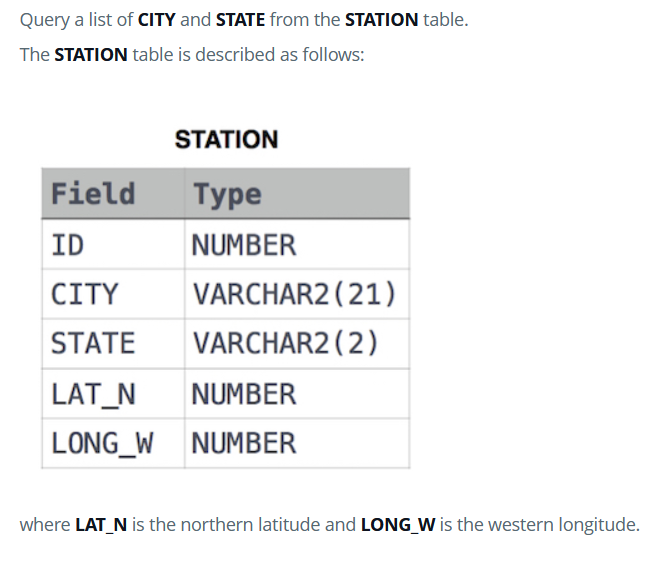 Query a list of CITY and STATE from the STATION table.
The STATION table is described as follows:
STATION
Field Type
ID NUMBER
CITY VARCHAR2(21)
STATE VARCHAR2(2)
LAT_N NUMBER
LONG_W NUMBER
where LAT_N is the northern latitude and LONG_W is the western longitude.